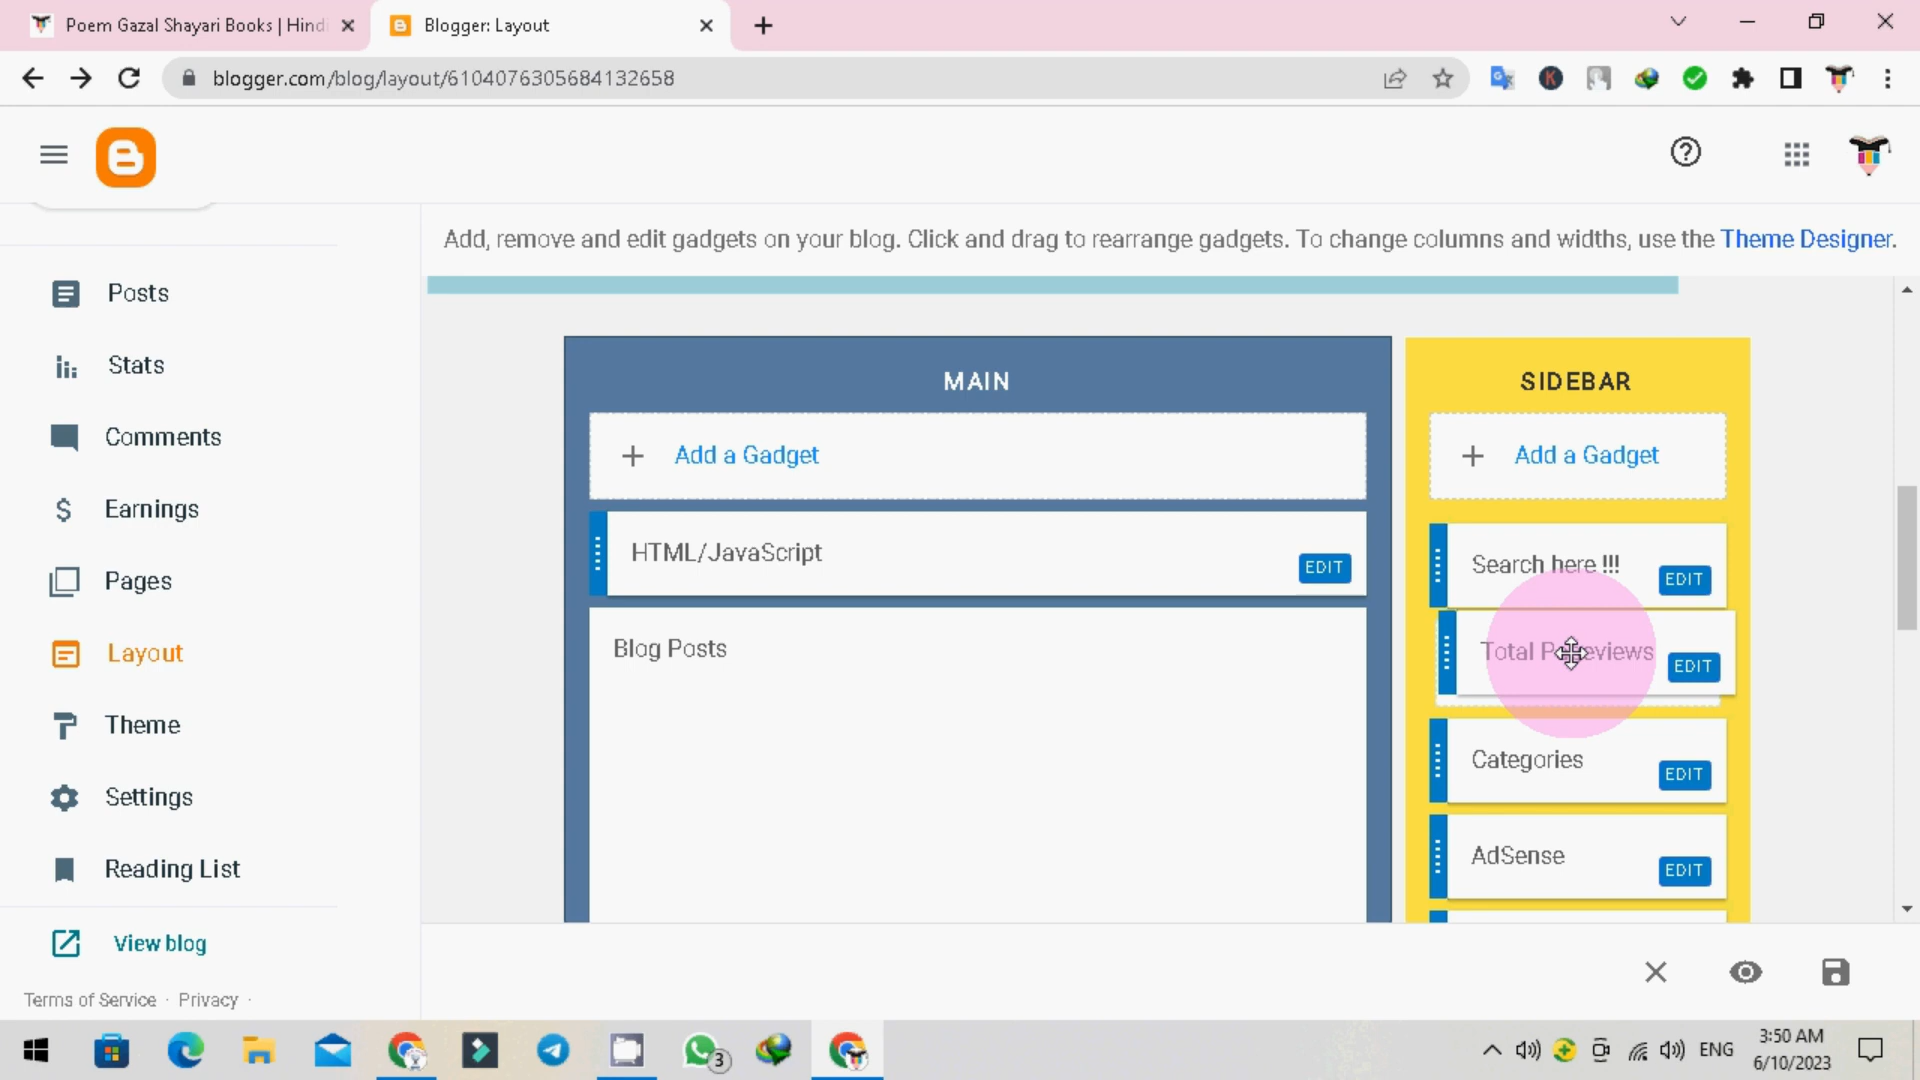 Poem Gazal Shayari Books | Hindi
Blogger: Layout
blogger.com/blog/layout/6104076305684132658
Add, remove and edit gadgets on your blog. Click and drag to rearrange gadgets. To change columns and widths, use the Theme Designer.
Posts
Stats
Comments
Earnings
Pages
Layout
Theme
Settings
Reading List
View blog
Terms of Service · Privacy ·
MAIN
Add a Gadget
HTML/JavaScript
EDIT
Blog Posts
SIDEBAR
Add a Gadget
Search here !!!
EDIT
Total
EDIT
Categories
EDIT
AdSense
EDIT
3
ENG
3:50 AM
6/10/2023